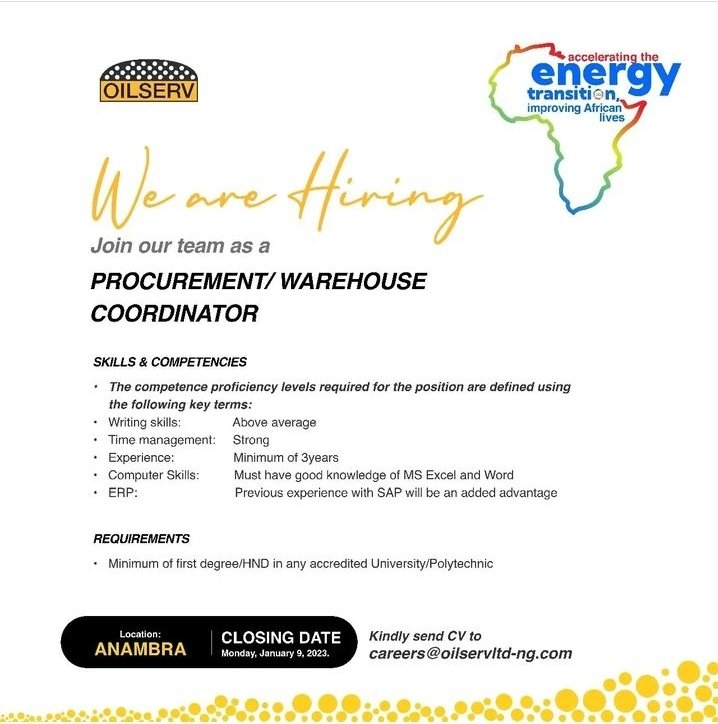 OILSERV
accelerating the
energy
transition,
improving African
lives
We are Hiring
Join our team as a
PROCUREMENT/ WAREHOUSE
COORDINATOR
SKILLS & COMPETENCIES
• The competence proficiency levels required for the position are defined using
the following key terms:
• Writing skills: Above average
• Time management: Strong
• Experience: Minimum of 3years
• Computer Skills: Must have good knowledge of MS Excel and Word
• ERP: Previous experience with SAP will be an added advantage
REQUIREMENTS
• Minimum of first degree/HND in any accredited University/Polytechnic
Location:
ANAMBRA
CLOSING DATE
Monday, January 9, 2023.
Kindly send CV to
careers@oilservltd-ng.com